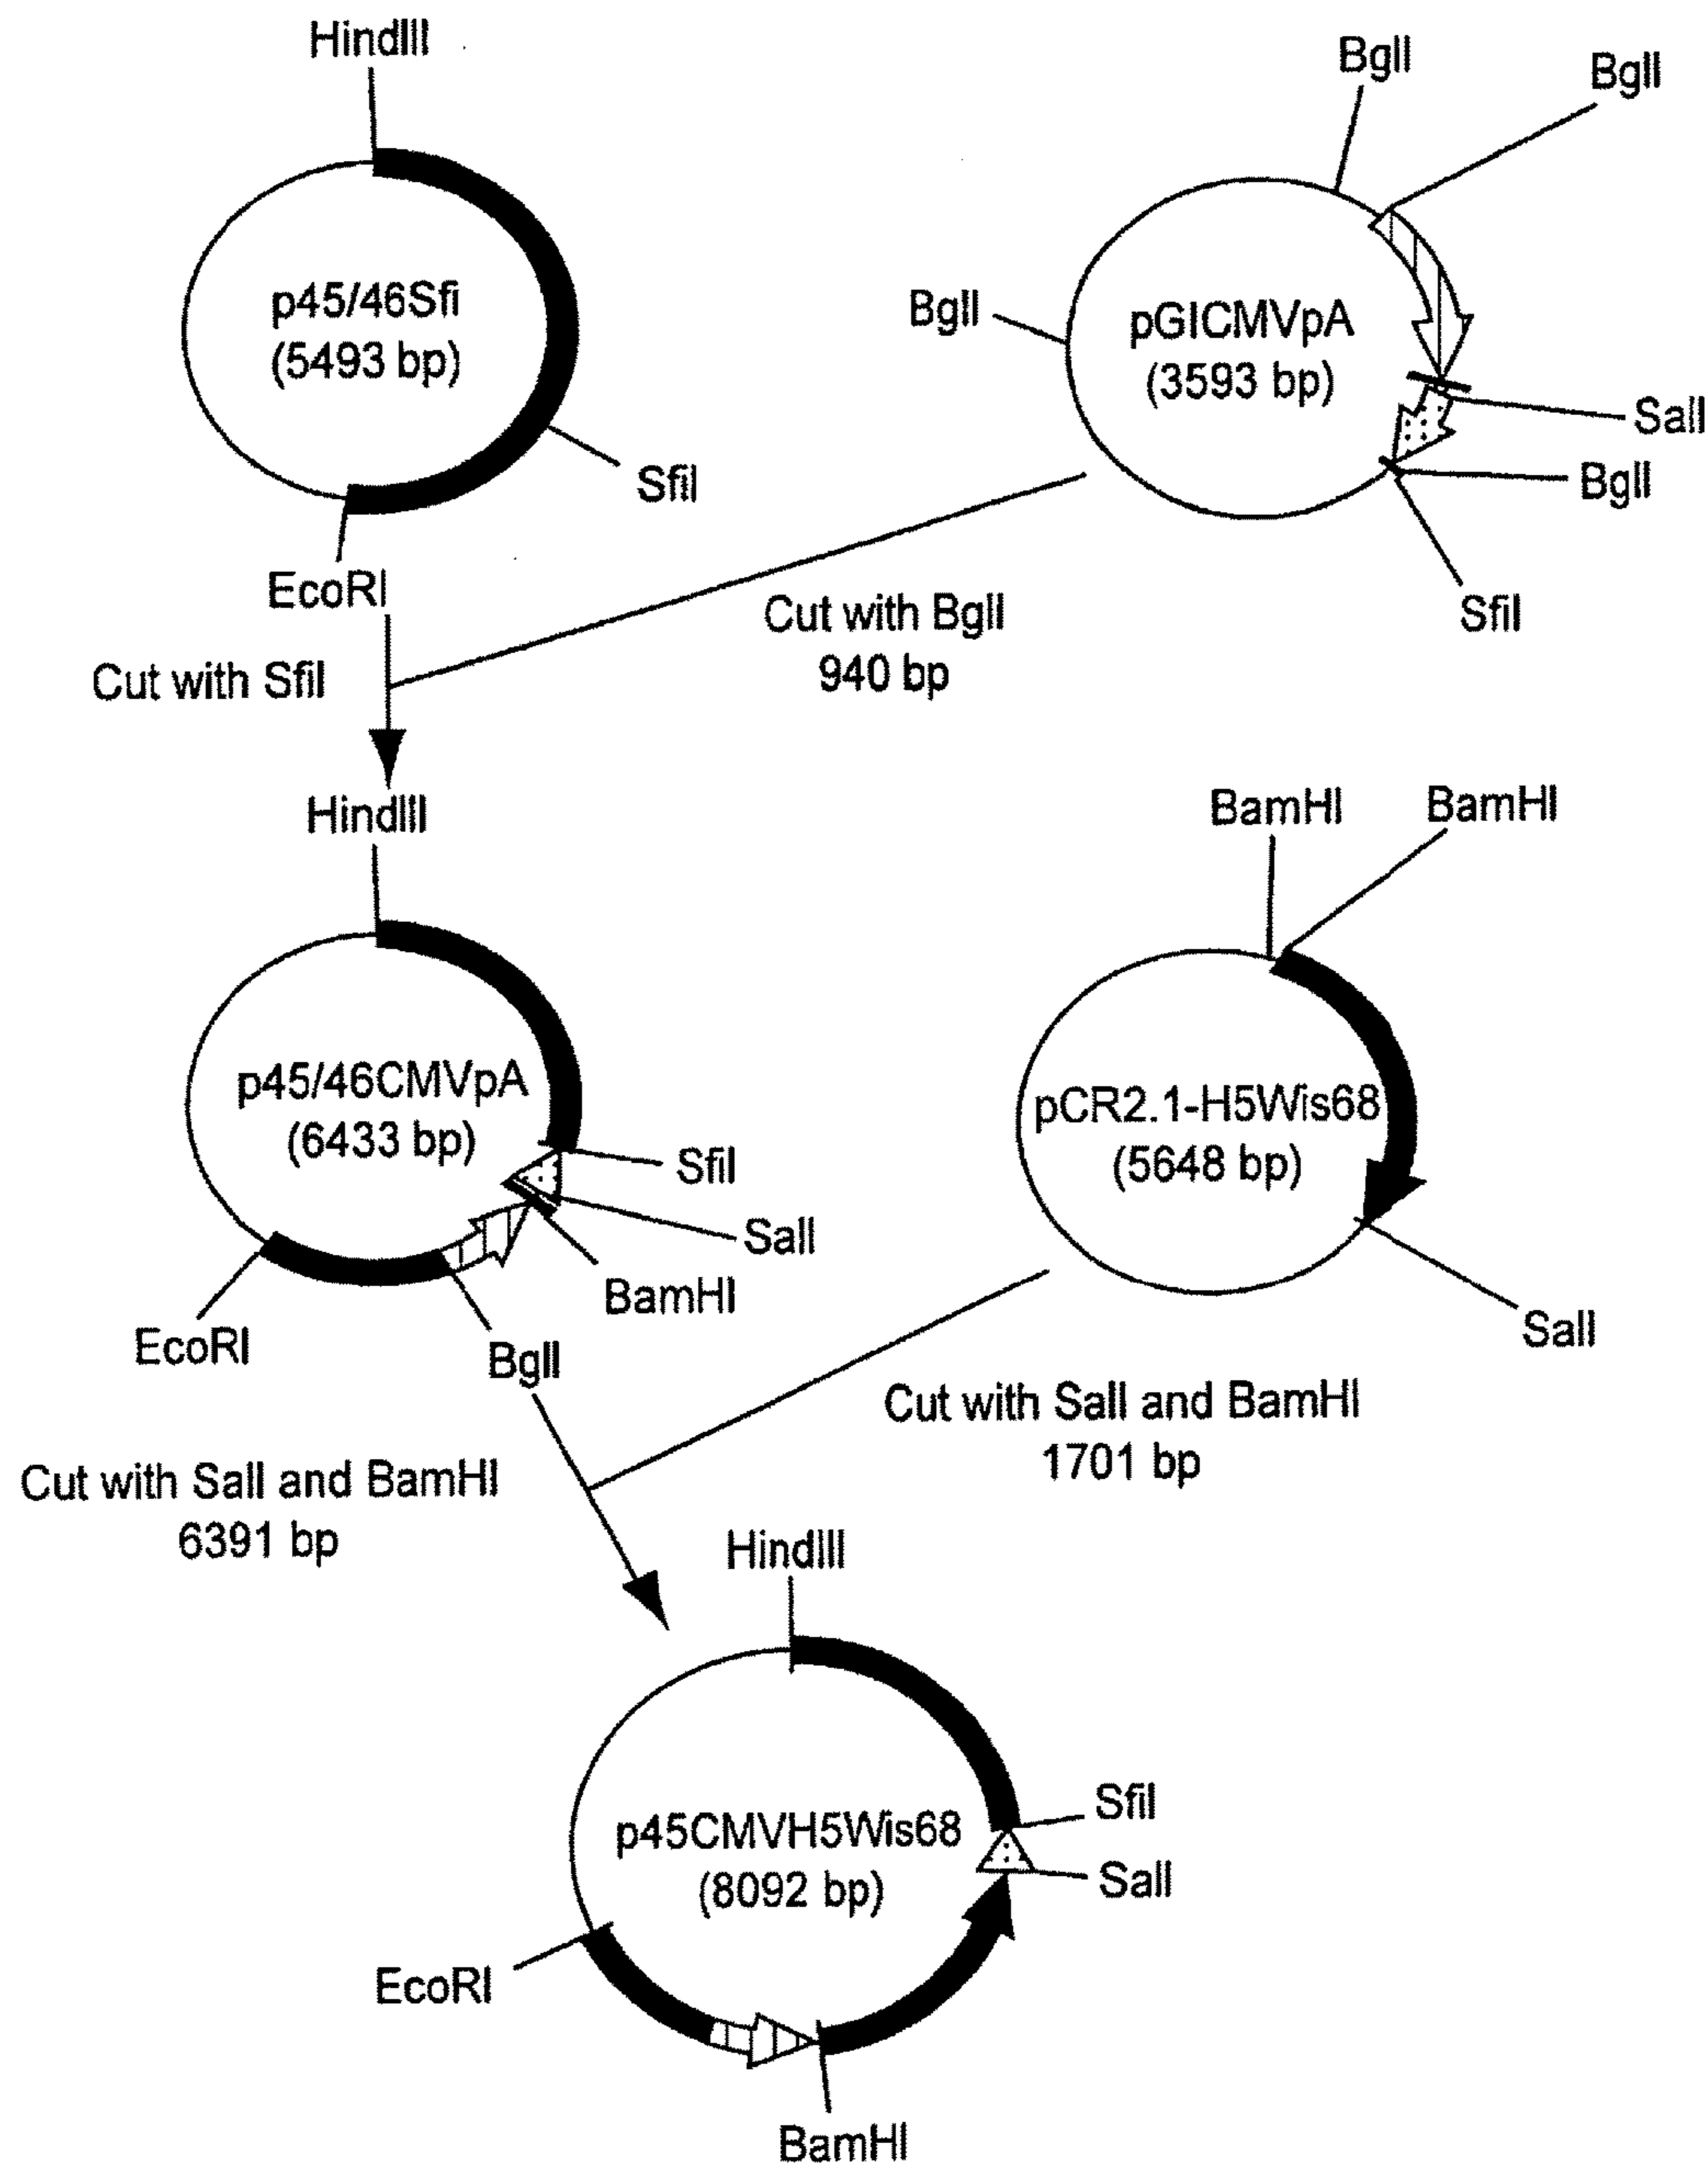 HindIII
BglI
BglI
p45/46Sfi
(5493 bp)
BglI
pGICMVpA
(3593 bp)
SalI
SfiI
BglI
EcoRI
SfiI
Cut with BglI
940 bp
Cut with SfiI
HindIII
BamHI
BamHI
p45/46CMVpA
(6433 bp)
pCR2.1-H5Wis68
(5648 bp)
SfiI
SalI
BamHI
EcoRI
BglI
SalI
Cut with SalI and BamHI
1701 bp
Cut with SalI and BamHI
6391 bp
HindIII
p45CMVH5Wis68
(8092 bp)
SfiI
SalI
EcoRI
BamHI